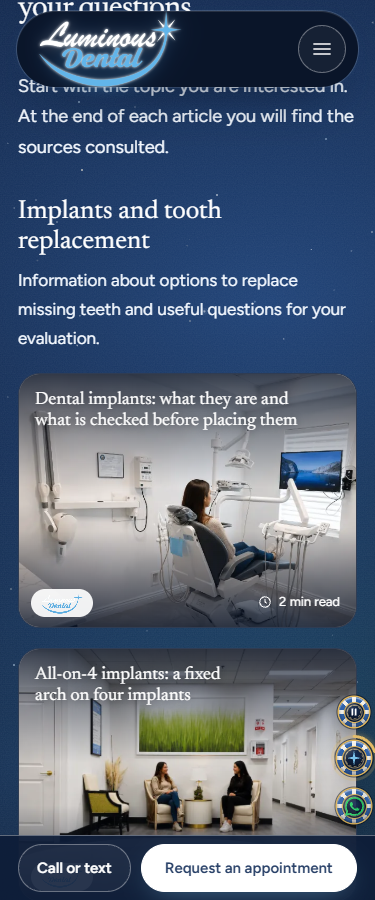 your questions
Luminous
Dental
Start with the topic you are interested in.
At the end of each article you will find the
sources consulted.
Implants and tooth
replacement
Information about options to replace
missing teeth and useful questions for your
evaluation.
Dental implants: what they are and
what is checked before placing them
Dental
2 min read
All-on-4 implants: a fixed
arch on four implants
Call or text
Request an appointment